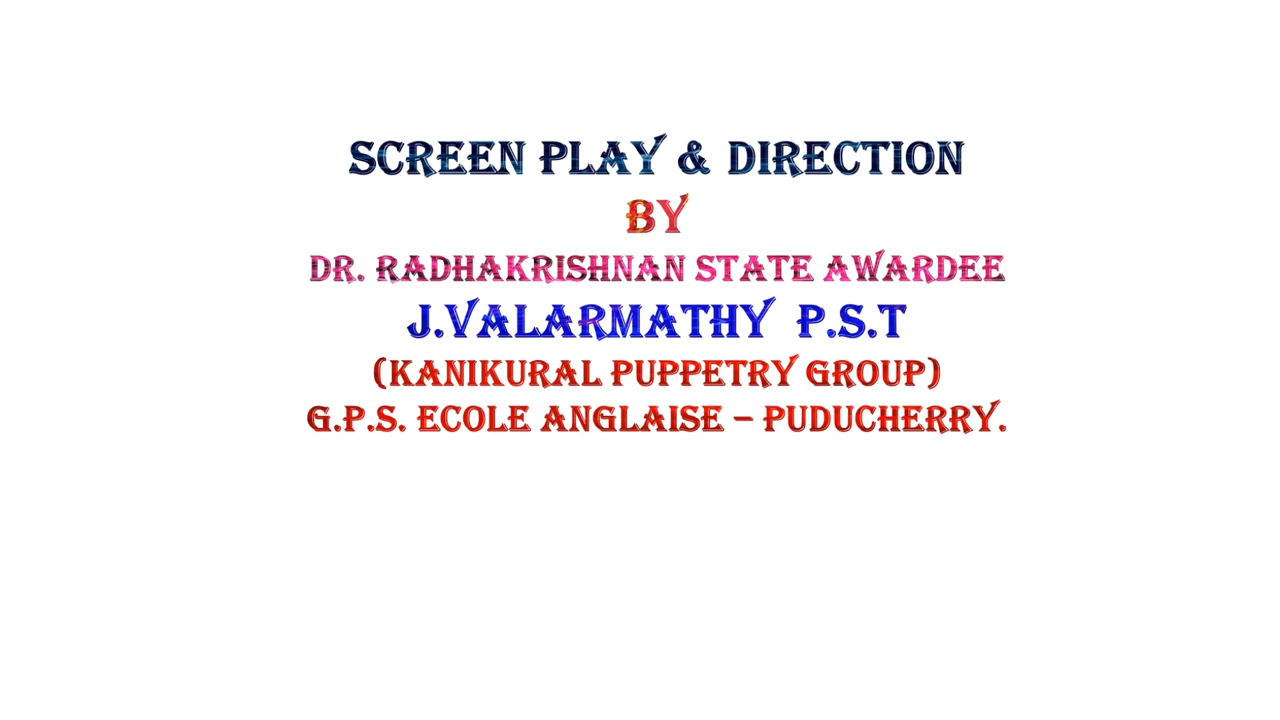 SCREEN PLAY & DIRECTION
BY
DR. RADHAKRISHNAN STATE AWARDEE
J.VALARMATHY P.S.T
(KANIKURAL PUPPETRY GROUP)
G.P.S. ECOLE ANGLAISE – PUDUCHERRY.